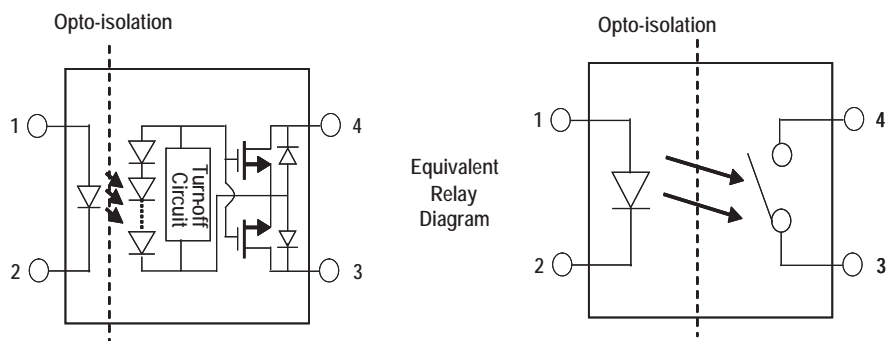 Opto-isolation
1
2
Turn-off
Circuit
4
3
Equivalent
Relay
Diagram
Opto-isolation
1
2
4
3